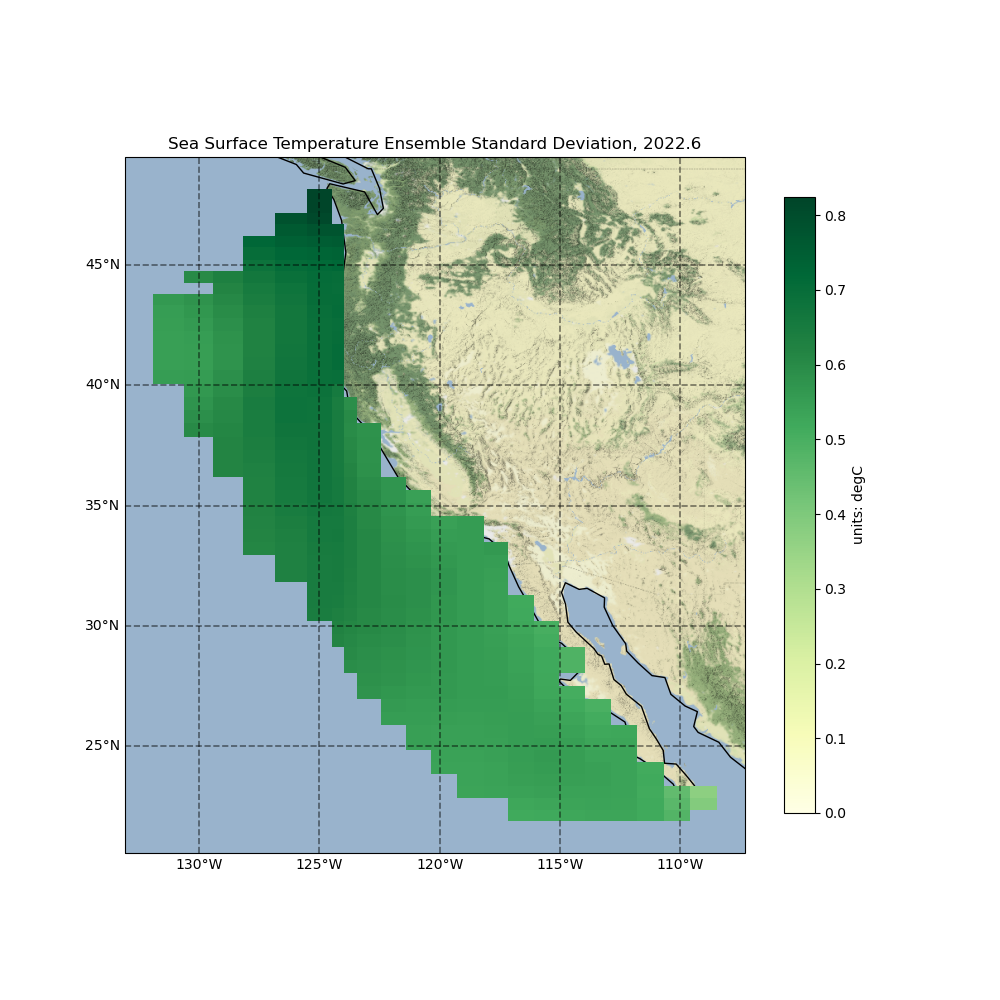 Sea Surface Temperature Ensemble Standard Deviation, 2022.6
45°N
40°N
35°N
30°N
25°N
130°W
125°W
120°W
115°W
110°W
0.8
0.7
0.6
0.5
0.4
0.3
0.2
0.1
0.0
units: degC